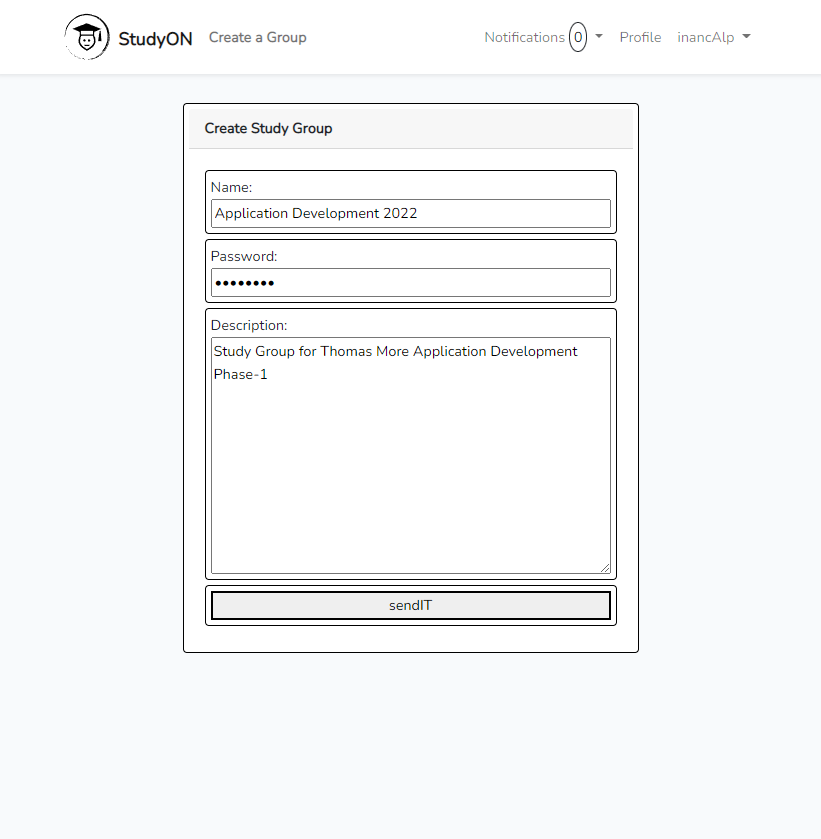 StudyON Create a Group Notifications 0 Profile inancAlp
Create Study Group
Name:
Application Development 2022
Password:
••••••••
Description:
Study Group for Thomas More Application Development
Phase-1
sendIT